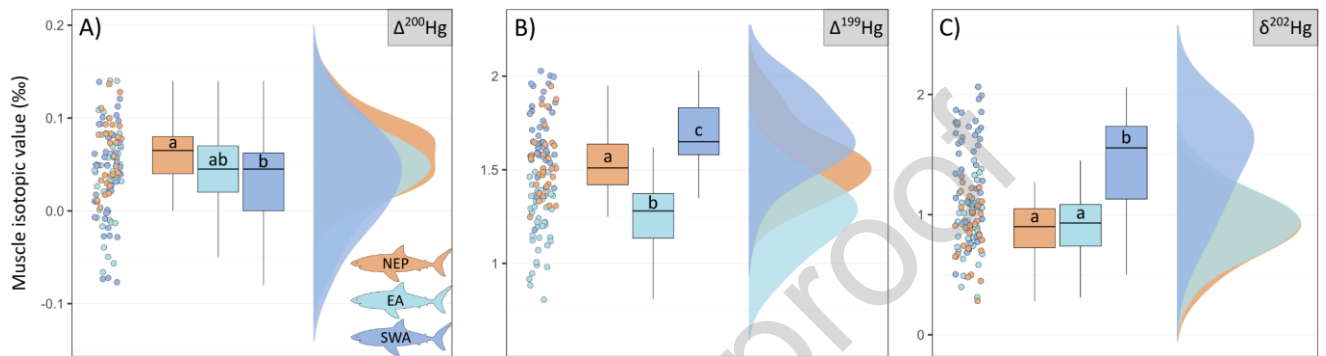 Muscle isotopic value (‰)
A)
Δ²⁰⁰Hg
0.2
0.1
0.0
-0.1
a
ab
b
NEP
EA
SWA
B)
Δ¹⁹⁹Hg
2
1.5
1
a
b
c
C)
δ²⁰²Hg
2
1
0
a
a
b
proof